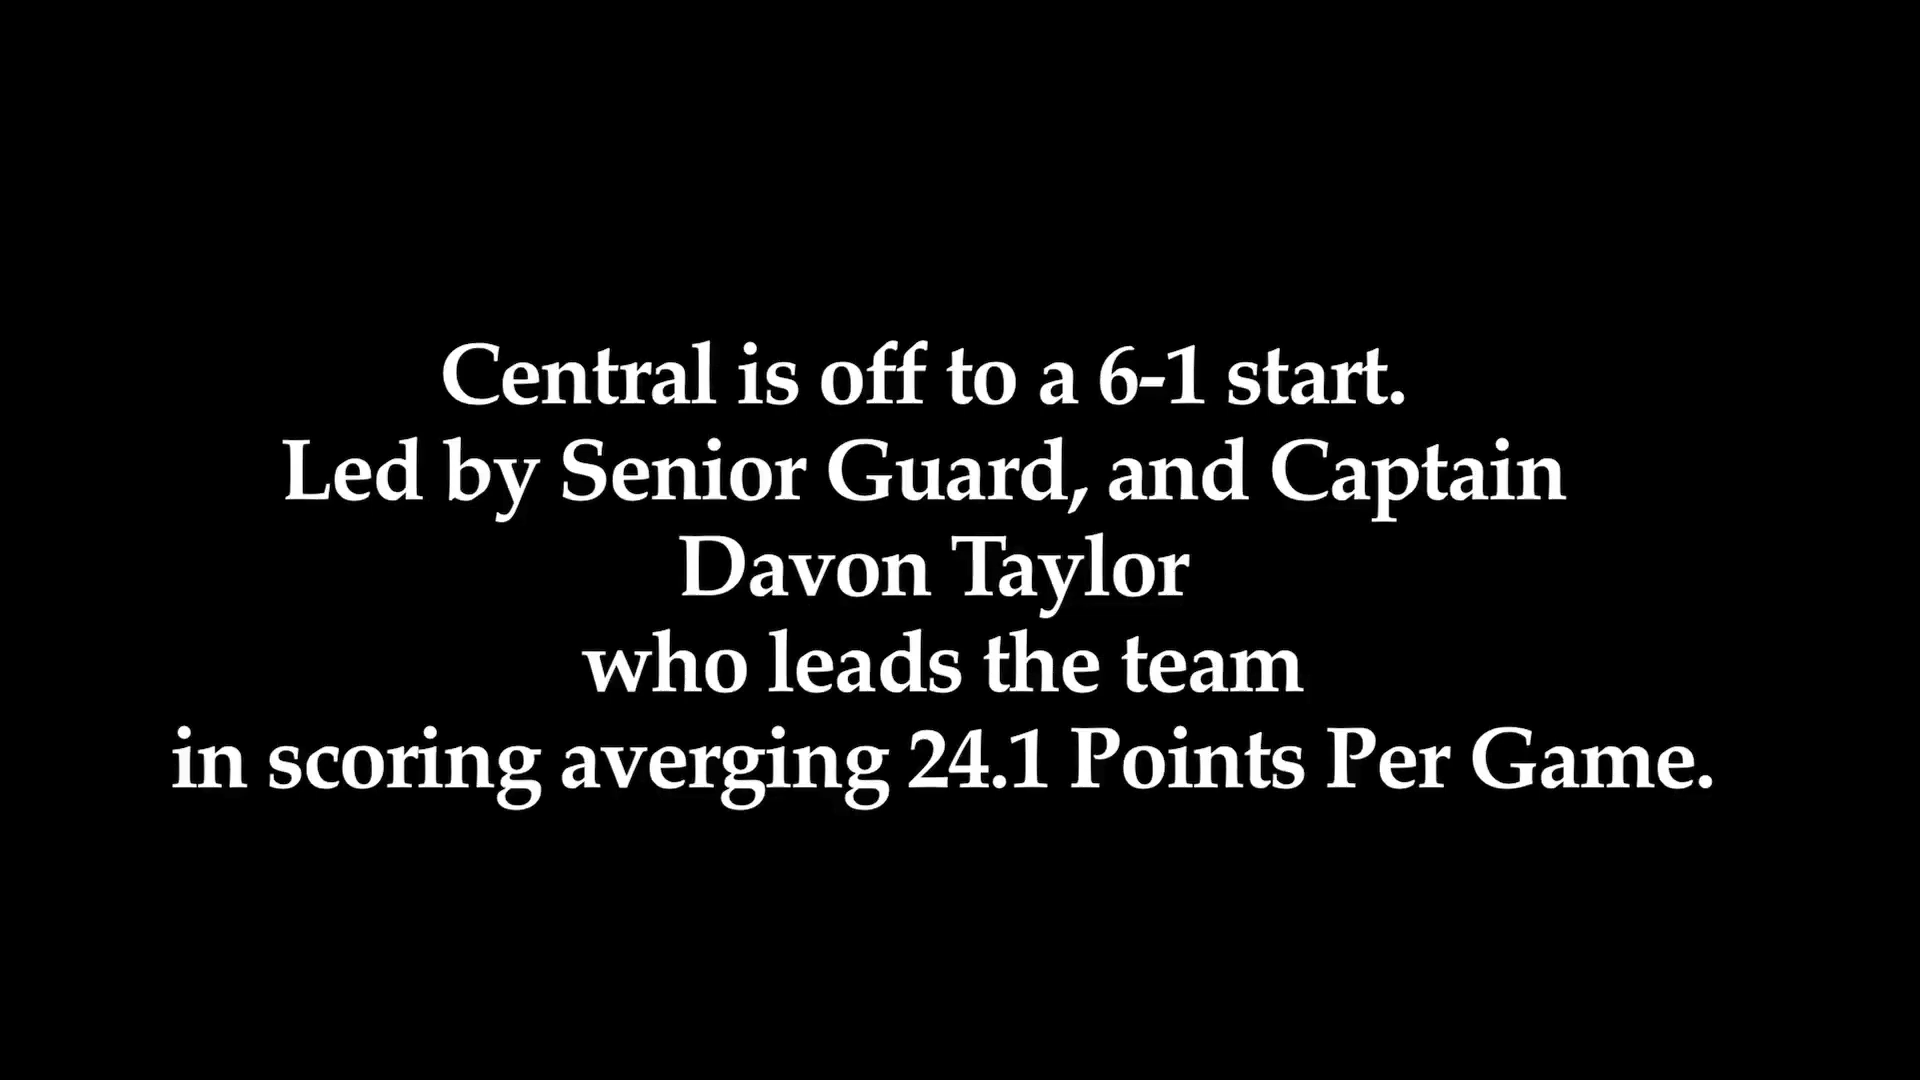 Central is off to a 6-1 start.
Led by Senior Guard, and Captain
Davon Taylor
who leads the team
in scoring averging 24.1 Points Per Game.